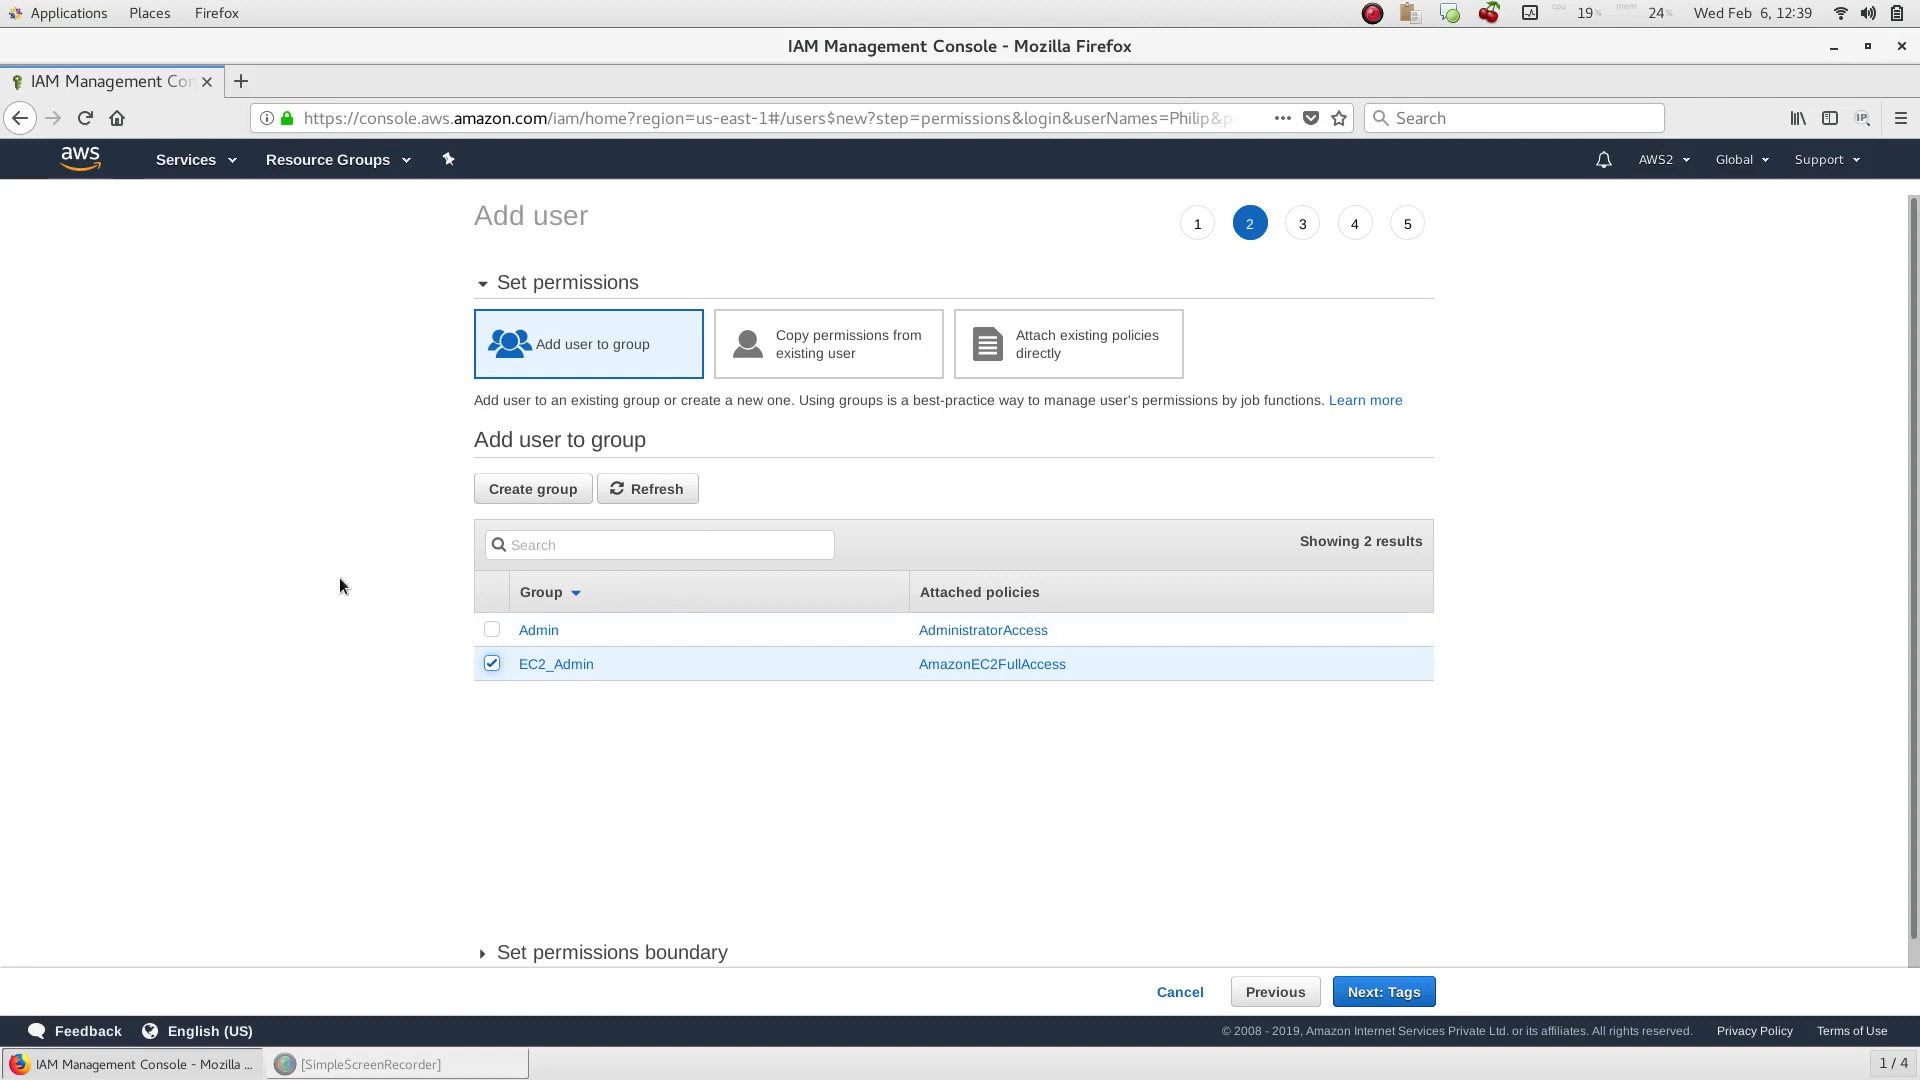 Applications Places Firefox
cpu 19% mem 24% Wed Feb 6, 12:39
IAM Management Console - Mozilla Firefox
IAM Management Con
https://console.aws.amazon.com/iam/home?region=us-east-1#/users$new?step=permissions&login&userNames=Philip&p
Search
IP
aws Services Resource Groups AWS2 Global Support
Add user
1 2 3 4 5
Set permissions
Add user to group
Copy permissions from
existing user
Attach existing policies
directly
Add user to an existing group or create a new one. Using groups is a best-practice way to manage user's permissions by job functions. Learn more
Add user to group
Create group Refresh
Search Showing 2 results
Group Attached policies
Admin AdministratorAccess
EC2_Admin AmazonEC2FullAccess
Set permissions boundary
Cancel Previous Next: Tags
Feedback English (US) © 2008 - 2019, Amazon Internet Services Private Ltd. or its affiliates. All rights reserved. Privacy Policy Terms of Use
IAM Management Console - Mozilla ... [SimpleScreenRecorder] 1 / 4